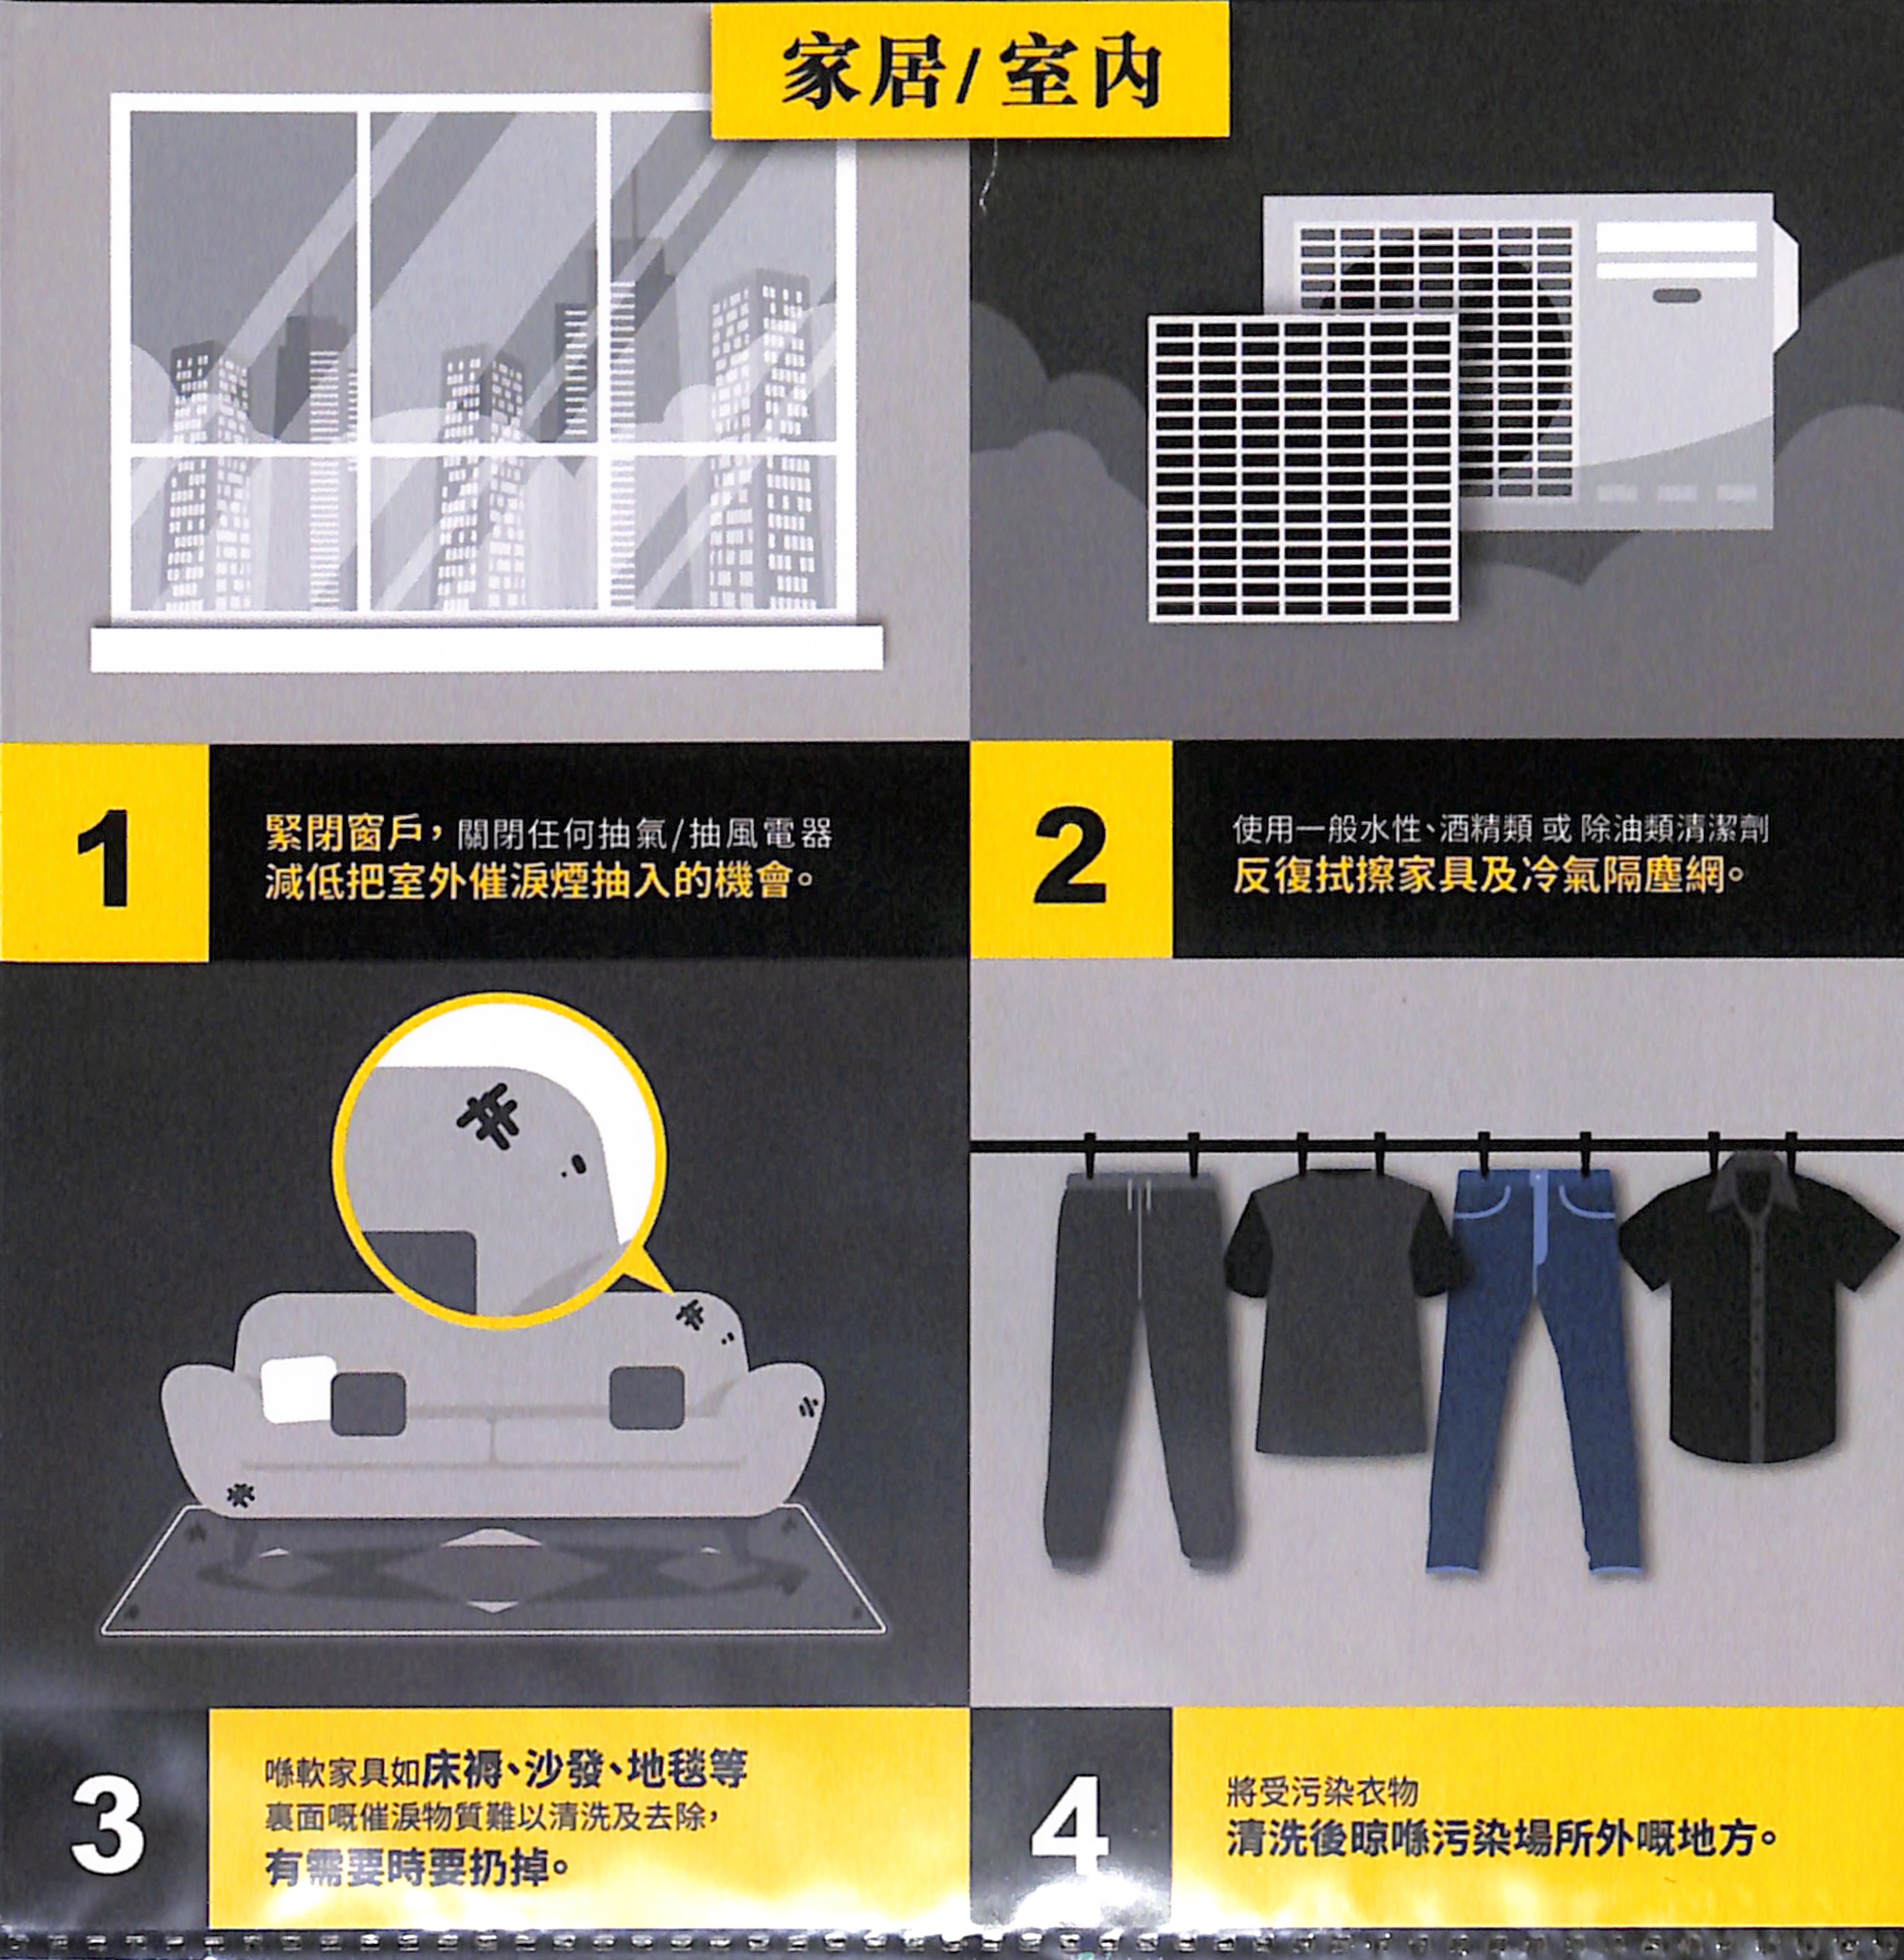 家居/室內
1
緊閉窗戶，關閉任何抽氣/抽風電器
減低把室外催淚煙抽入的機會。
2
使用一般水性、酒精類 或 除油類清潔劑
反復拭擦家具及冷氣隔塵網。
3
喺軟家具如床褥、沙發、地毯等
裏面嘅催淚物質難以清洗及去除，
有需要時要扔掉。
4
將受污染衣物
清洗後晾喺污染場所外嘅地方。